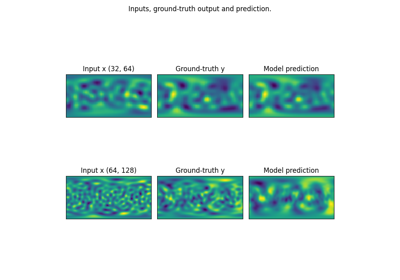 Inputs, ground-truth output and prediction.
Input x (32, 64) Ground-truth y Model prediction
Input x (64, 128) Ground-truth y Model prediction